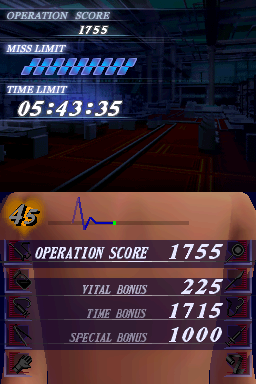 OPERATION SCORE
1755
MISS LIMIT
TIME LIMIT
05:43:35
45
OPERATION SCORE 1755
VITAL BONUS 225
TIME BONUS 1715
SPECIAL BONUS 1000